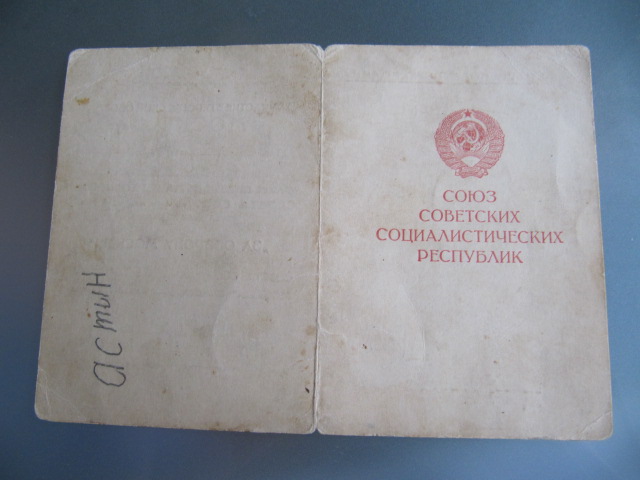 астын
СОЮЗ
СОВЕТСКИХ
СОЦИАЛИСТИЧЕСКИХ
РЕСПУБЛИК